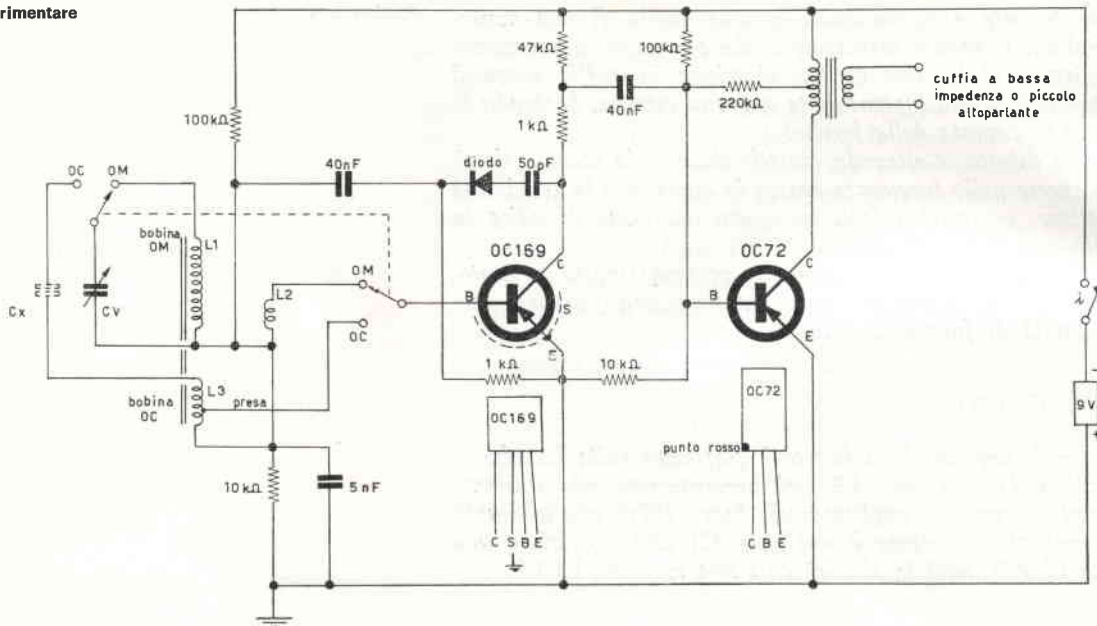 rimentare
47kΩ
100kΩ
40nF
220kΩ
cuffia a bassa
impedenza o piccolo
altoparlante
100kΩ
1kΩ
40nF
diodo
50pF
OC
OM
OC169
OC72
bobina
OM
L1
C
C
L2
OM
B
S
B
Cx
CV
OC
E
E
1 kΩ
10kΩ
L3
bobina
OC
presa
OC169
OC72
9V
-
+
punto rosso
10kΩ
5nF
C S B E
C B E